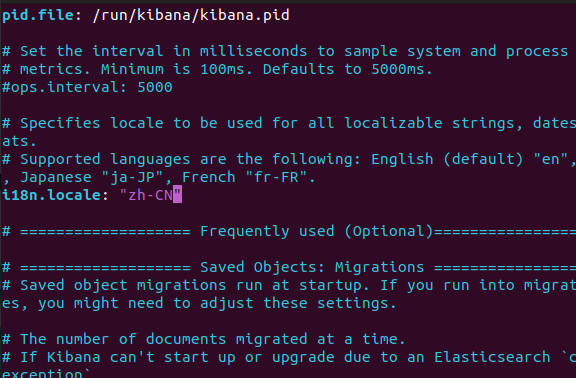 pid.file: /run/kibana/kibana.pid
# Set the interval in milliseconds to sample system and process
# metrics. Minimum is 100ms. Defaults to 5000ms.
#ops.interval: 5000
# Specifies locale to be used for all localizable strings, dates
ats.
# Supported languages are the following: English (default) "en",
, Japanese "ja-JP", French "fr-FR".
i18n.locale: "zh-CN"
# =================== Frequently used (Optional)================
# =================== Saved Objects: Migrations ================
# Saved object migrations run at startup. If you run into migrat
es, you might need to adjust these settings.
# The number of documents migrated at a time.
# If Kibana can't start up or upgrade due to an Elasticsearch `c
exception`